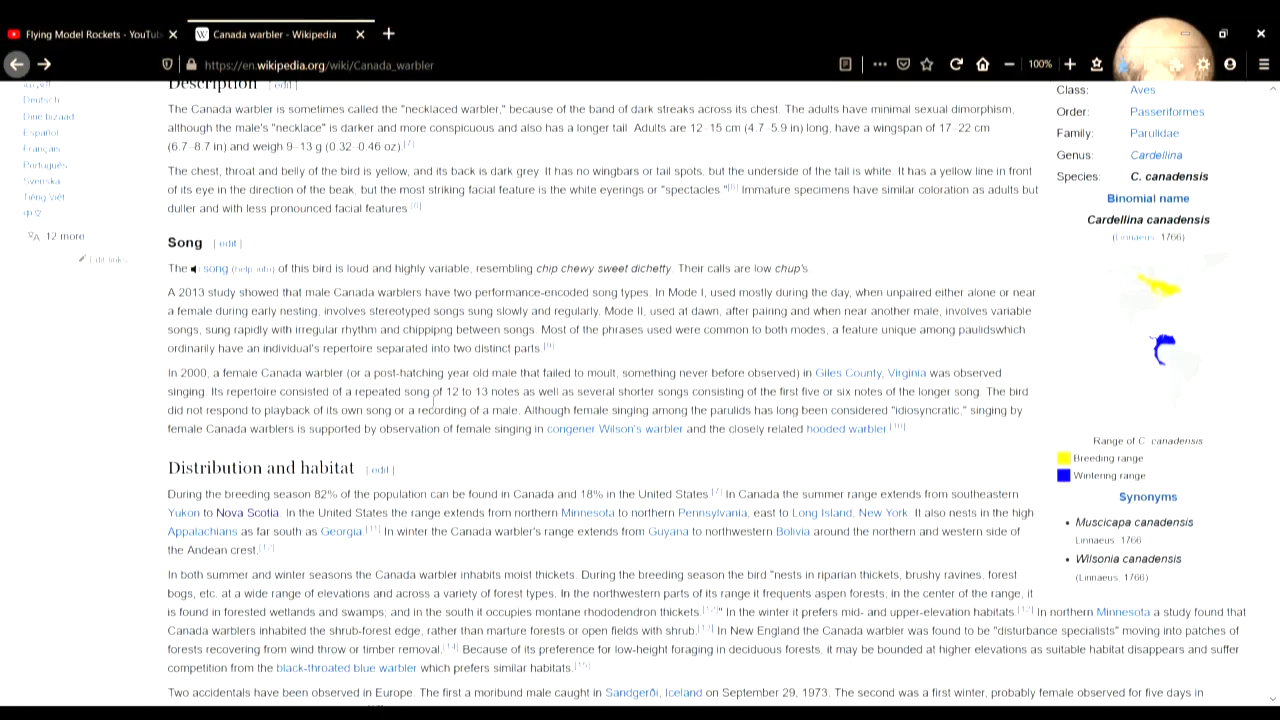 Flying Model Rockets - YouTub
Canada warbler - Wikipedia
https://en.wikipedia.org/wiki/Canada_warbler
100%
Deutsch
Diné bizaad
Español
Français
Português
Svenska
Tiếng Việt
中文
12 more
Edit links
Description [ edit ]
The Canada warbler is sometimes called the "necklaced warbler," because of the band of dark streaks across its chest. The adults have minimal sexual dimorphism,
although the male's "necklace" is darker and more conspicuous and also has a longer tail. Adults are 12–15 cm (4.7–5.9 in) long, have a wingspan of 17–22 cm
(6.7–8.7 in) and weigh 9–13 g (0.32–0.46 oz).[7]
The chest, throat and belly of the bird is yellow, and its back is dark grey. It has no wingbars or tail spots, but the underside of the tail is white. It has a yellow line in front
of its eye in the direction of the beak, but the most striking facial feature is the white eyerings or "spectacles."[8] Immature specimens have similar coloration as adults but
duller and with less pronounced facial features.[8]
Song [ edit ]
The song (help·info) of this bird is loud and highly variable, resembling chip chewy sweet dichetty. Their calls are low chup's
A 2013 study showed that male Canada warblers have two performance-encoded song types. In Mode I, used mostly during the day, when unpaired either alone or near
a female during early nesting, involves stereotyped songs sung slowly and regularly. Mode II, used at dawn, after pairing and when near another male, involves variable
songs, sung rapidly with irregular rhythm and chippipng between songs. Most of the phrases used were common to both modes, a feature unique among paulidswhich
ordinarily have an individual's repertoire separated into two distinct parts.[9]
In 2000, a female Canada warbler (or a post-hatching year old male that failed to moult, something never before observed) in Giles County, Virginia was observed
singing. Its repertoire consisted of a repeated song of 12 to 13 notes as well as several shorter songs consisting of the first five or six notes of the longer song. The bird
did not respond to playback of its own song or a recording of a male. Although female singing among the parulids has long been considered "idiosyncratic," singing by
female Canada warblers is supported by observation of female singing in congener Wilson's warbler and the closely related hooded warbler.[10]
Distribution and habitat [ edit ]
During the breeding season 82% of the population can be found in Canada and 18% in the United States.[7] In Canada the summer range extends from southeastern
Yukon to Nova Scotia. In the United States the range extends from northern Minnesota to northern Pennsylvania, east to Long Island, New York. It also nests in the high
Appalachians as far south as Georgia.[11] In winter the Canada warbler's range extends from Guyana to northwestern Bolivia around the northern and western side of
the Andean crest.[12]
In both summer and winter seasons the Canada warbler inhabits moist thickets. During the breeding season the bird "nests in riparian thickets, brushy ravines, forest
bogs, etc. at a wide range of elevations and across a variety of forest types. In the northwestern parts of its range it frequents aspen forests, in the center of the range, it
is found in forested wetlands and swamps; and in the south it occupies montane rhododendron thickets.[12]" In the winter it prefers mid- and upper-elevation habitats.[12] In northern Minnesota a study found that
Canada warblers inhabited the shrub-forest edge, rather than marture forests or open fields with shrub.[13] In New England the Canada warbler was found to be "disturbance specialists" moving into patches of
forests recovering from wind throw or timber removal.[14] Because of its preference for low-height foraging in deciduous forests, it may be bounded at higher elevations as suitable habitat disappears and suffer
competition from the black-throated blue warbler which prefers similar habitats.[15]
Two accidentals have been observed in Europe. The first a moribund male caught in Sandgerði, Iceland on September 29, 1973. The second was a first winter, probably female observed for five days in
Class: Aves
Order: Passeriformes
Family: Parulidae
Genus: Cardellina
Species: C. canadensis
Binomial name
Cardellina canadensis
(Linnaeus, 1766)
Range of C. canadensis
Breeding range
Wintering range
Synonyms
• Muscicapa canadensis
Linnaeus, 1766
• Wilsonia canadensis
(Linnaeus, 1766)